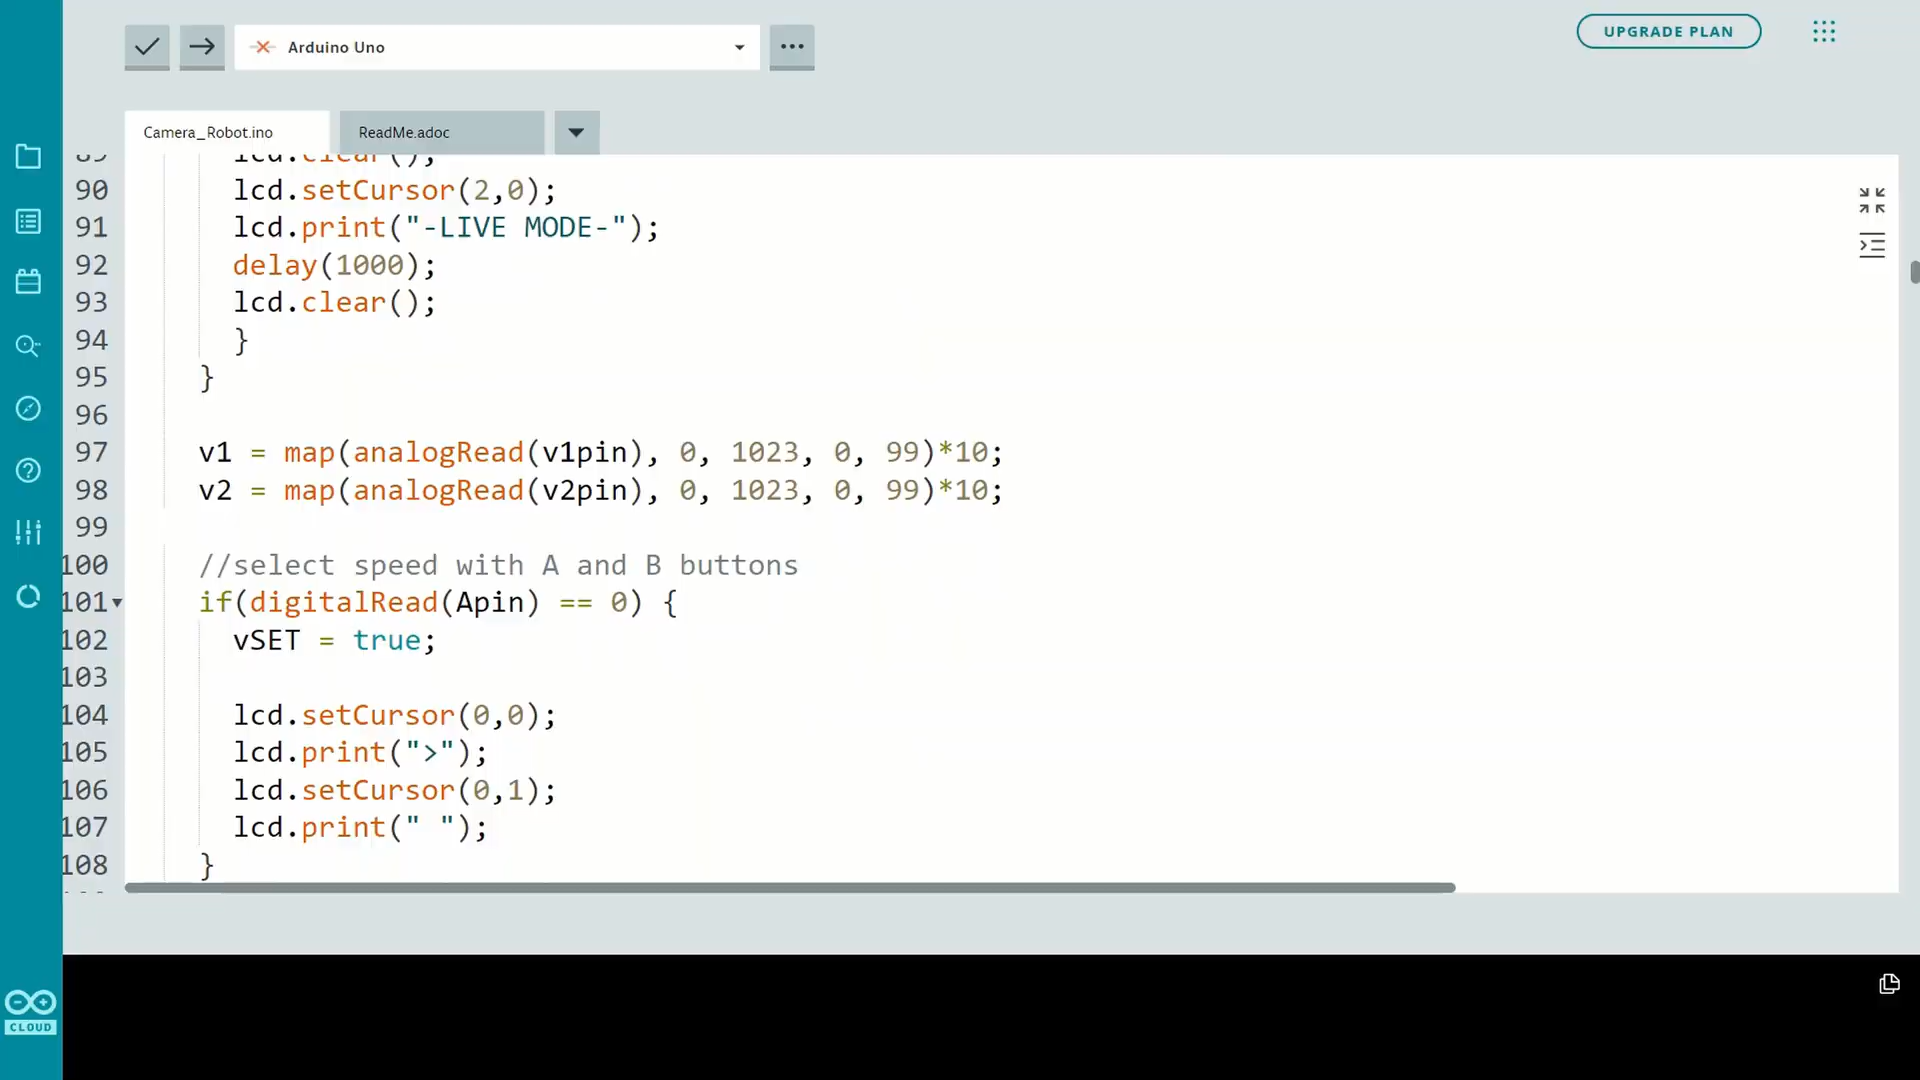 Arduino Uno
UPGRADE PLAN
Camera_Robot.ino
ReadMe.adoc
89 lcd.clear();
90 lcd.setCursor(2,0);
91 lcd.print("-LIVE MODE-");
92 delay(1000);
93 lcd.clear();
94 }
95 }
96
97 v1 = map(analogRead(v1pin), 0, 1023, 0, 99)*10;
98 v2 = map(analogRead(v2pin), 0, 1023, 0, 99)*10;
99
100 //select speed with A and B buttons
101 if(digitalRead(Apin) == 0) {
102 vSET = true;
103
104 lcd.setCursor(0,0);
105 lcd.print(">");
106 lcd.setCursor(0,1);
107 lcd.print(" ");
108 }
CLOUD